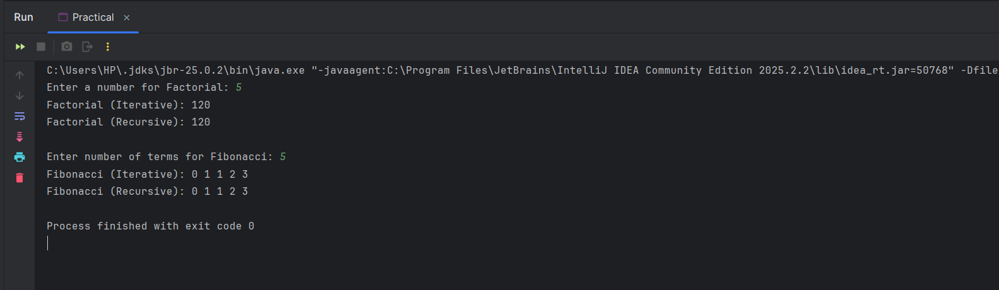 Run Practical
C:\Users\HP\.jdks\jbr-25.0.2\bin\java.exe "-javaagent:C:\Program Files\JetBrains\IntelliJ IDEA Community Edition 2025.2.2\lib\idea_rt.jar=50768" -Dfile
Enter a number for Factorial: 5
Factorial (Iterative): 120
Factorial (Recursive): 120
Enter number of terms for Fibonacci: 5
Fibonacci (Iterative): 0 1 1 2 3
Fibonacci (Recursive): 0 1 1 2 3
Process finished with exit code 0